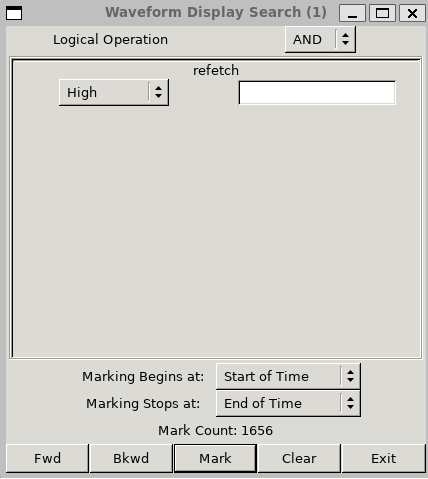 Waveform Display Search (1)
Logical Operation AND
refetch
High
Marking Begins at: Start of Time
Marking Stops at: End of Time
Mark Count: 1656
Fwd Bkwd Mark Clear Exit